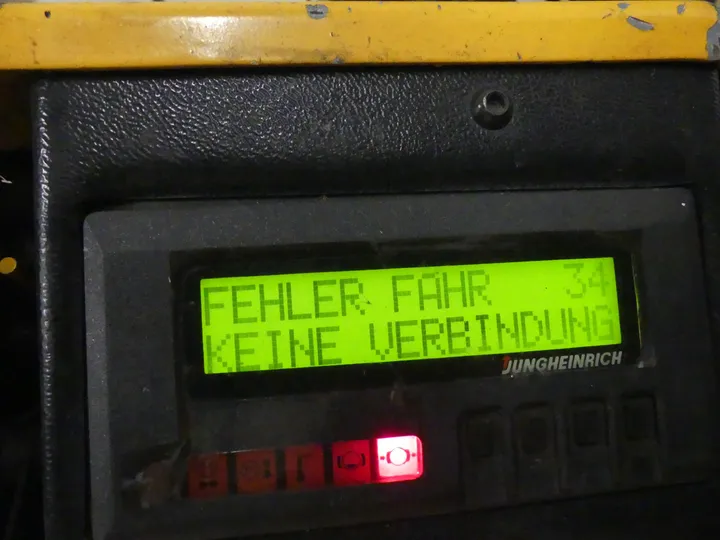 FEHLER FAHR 34
KEINE VERBINDUNG
JUNGHEINRICH